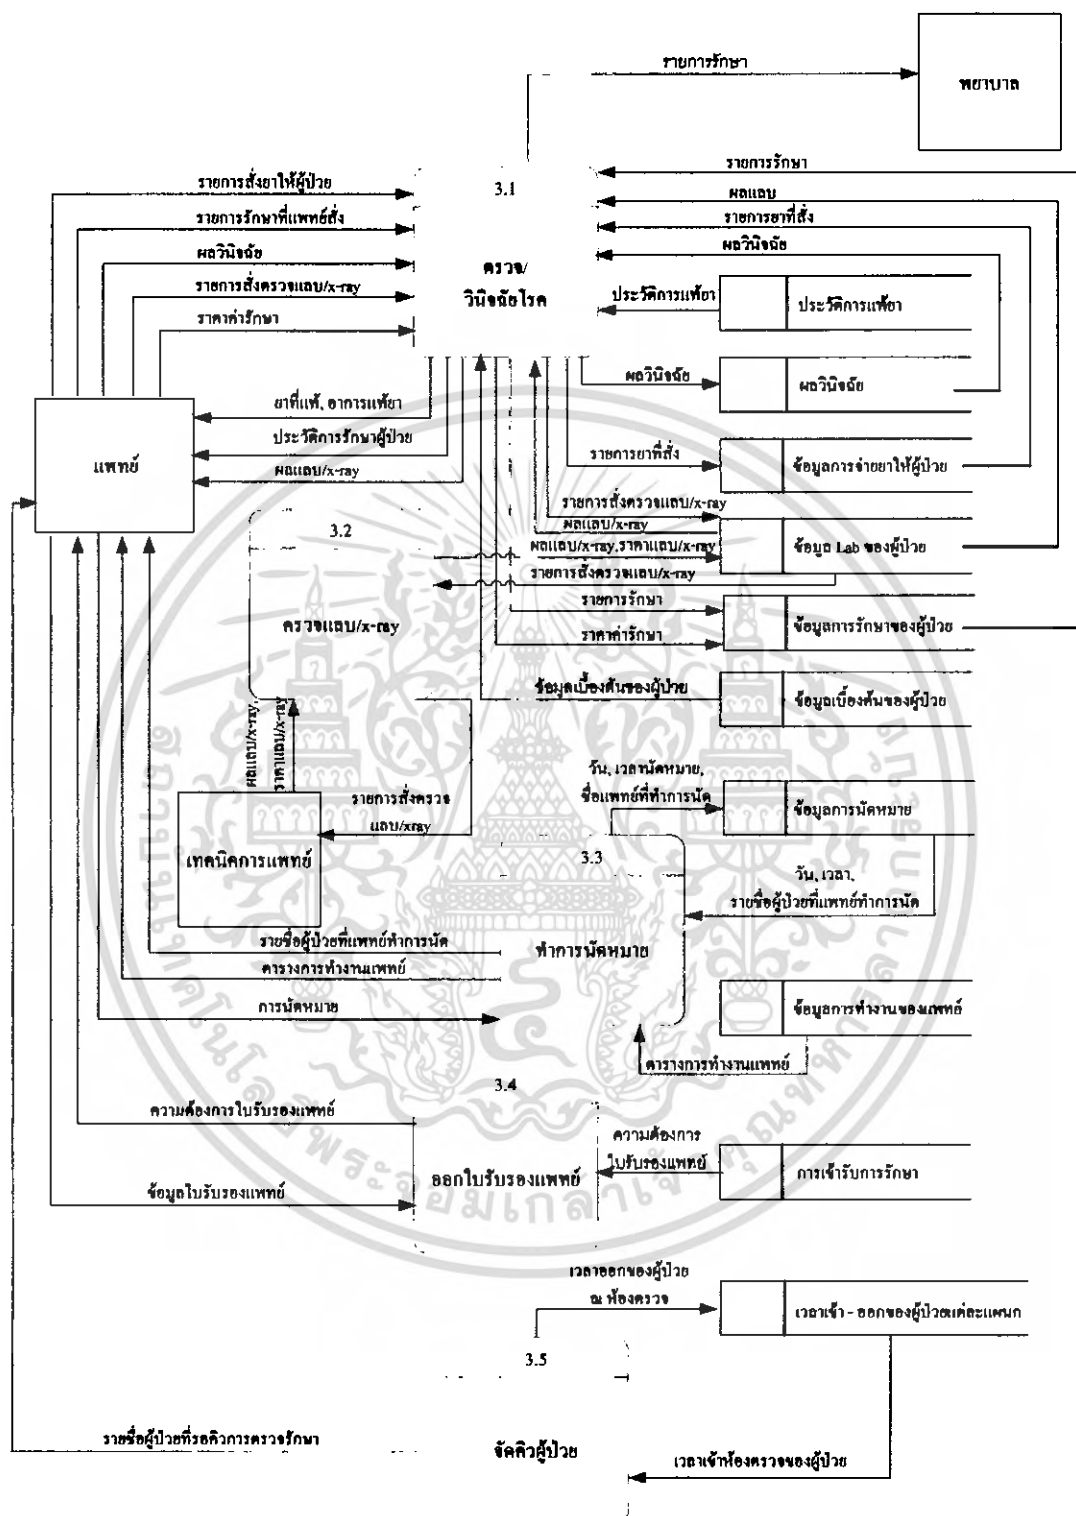 รายการรักษา
พยาบาล
รายการรักษา
รายการสั่งยาให้ผู้ป่วย
3.1
ผลแลบ
รายการรักษาที่แพทย์สั่ง
รายการยาที่สั่ง
ผลวินิจฉัย
ผลวินิจฉัย
ตรวจ/
วินิจฉัยโรค
รายการสั่งตรวจแลบ/x-ray
ประวัติการแพ้ยา
ประวัติการแพ้ยา
ราคาค่ารักษา
ผลวินิจฉัย
ผลวินิจฉัย
ยาที่แพ้, อาการแพ้ยา
ประวัติการรักษาผู้ป่วย
แพทย์
ผลแลบ/x-ray
รายการยาที่สั่ง
ข้อมูลการจ่ายยาให้ผู้ป่วย
รายการสั่งตรวจแลบ/x-ray
ผลแลบ/x-ray
3.2
ผลแลบ/x-ray,ราคาแลบ/x-ray
ข้อมูล Lab ของผู้ป่วย
รายการสั่งตรวจแลบ/x-ray
รายการรักษา
ตรวจแลบ/x-ray
ราคาค่ารักษา
ข้อมูลการรักษาของผู้ป่วย
ข้อมูลเบื้องต้นของผู้ป่วย
ข้อมูลเบื้องต้นของผู้ป่วย
ผลแลบ/x-ray,
ราคาแลบ/x-ray
วัน, เวลานัดหมาย,
ชื่อแพทย์ที่ทำการนัด
ข้อมูลการนัดหมาย
รายการสั่งตรวจ
แลบ/xray
เทคนิคการแพทย์
3.3
วัน, เวลา,
รายชื่อผู้ป่วยที่แพทย์ทำการนัด
รายชื่อผู้ป่วยที่แพทย์ทำการนัด
ทำการนัดหมาย
ตารางการทำงานแพทย์
การนัดหมาย
ข้อมูลการทำงานของแพทย์
ตารางการทำงานแพทย์
3.4
ความต้องการใบรับรองแพทย์
ความต้องการ
ใบรับรองแพทย์
การเข้ารับการรักษา
ออกใบรับรองแพทย์
ข้อมูลใบรับรองแพทย์
เวลาออกของผู้ป่วย
ณ ห้องตรวจ
เวลาเข้า - ออกของผู้ป่วยแต่ละแผนก
3.5
รายชื่อผู้ป่วยที่รอคิวการตรวจรักษา
จัดคิวผู้ป่วย
เวลาเข้าห้องตรวจของผู้ป่วย
สถาบันเทคโนโลยีพระจอมเกล้าเจ้าคุณทหารลาดกระบัง